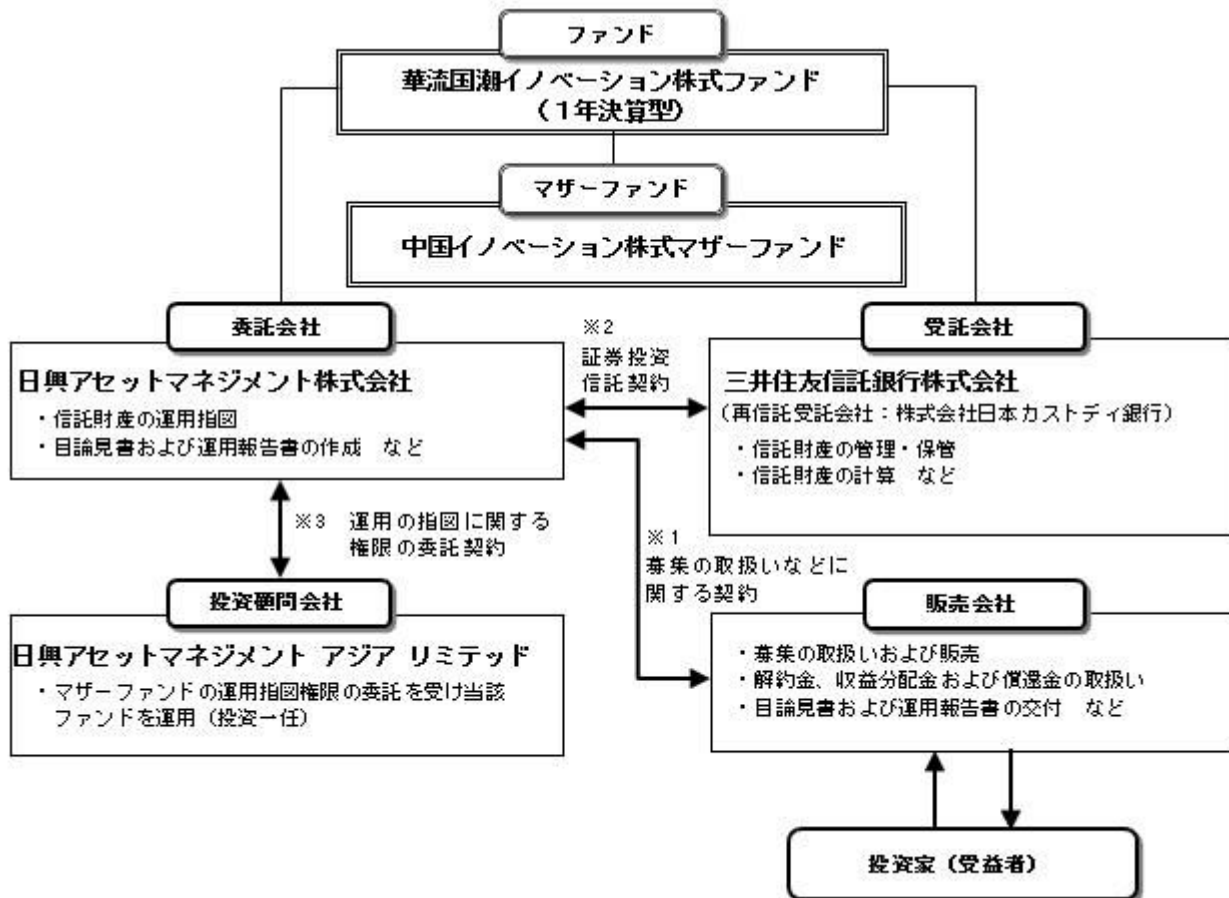 ファンド
華流国潮イノベーション株式ファンド
（１年決算型）
マザーファンド
中国イノベーション株式マザーファンド
委託会社
日興アセットマネジメント株式会社
・信託財産の運用指図
・目論見書および運用報告書の作成　など
※2
証券投資
信託契約
受託会社
三井住友信託銀行株式会社
（再信託受託会社：株式会社日本カストディ銀行）
・信託財産の管理・保管
・信託財産の計算　など
※3　運用の指図に関する
権限の委託契約
※1
募集の取扱いなどに
関する契約
投資顧問会社
日興アセットマネジメント アジア リミテッド
・マザーファンドの運用指図権限の委託を受け当該
ファンドを運用（投資一任）
販売会社
・募集の取扱いおよび販売
・解約金、収益分配金および償還金の取扱い
・目論見書および運用報告書の交付　など
投資家（受益者）